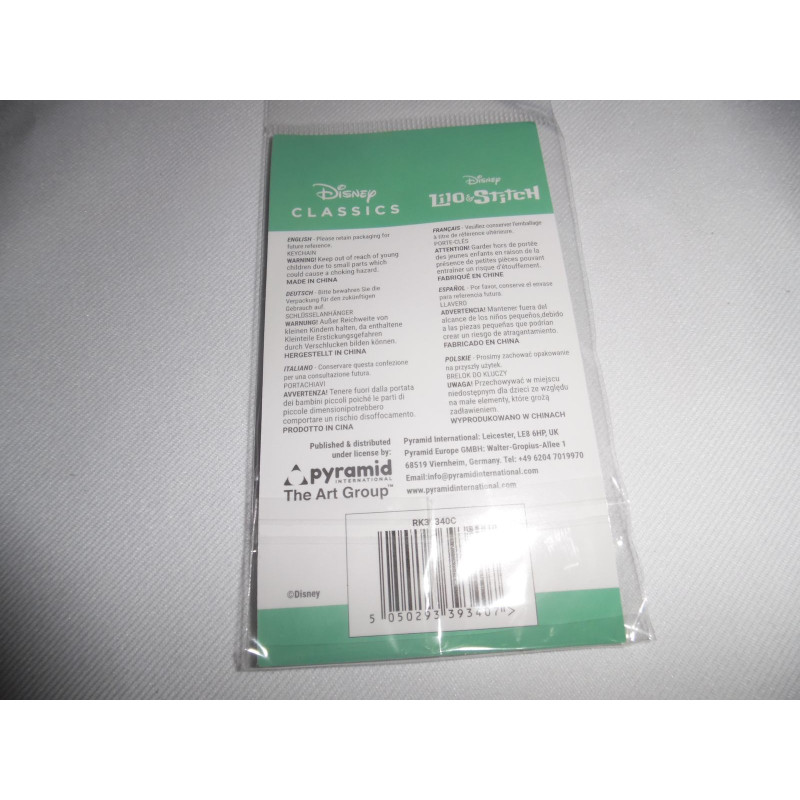 Disney
CLASSICS
Disney
Lilo & Stitch
ENGLISH - Please retain packaging for
future reference.
KEYCHAIN
WARNING! Keep out of reach of young
children due to small parts which
could cause a choking hazard.
MADE IN CHINA
DEUTSCH - Bitte bewahren Sie die
Verpackung für den zukünftigen
Gebrauch auf.
SCHLÜSSELANHÄNGER
WARNUNG! Außer Reichweite von
kleinen Kindern halten, da enthaltene
Kleinteile Erstickungsgefahren
durch Verschlucken bilden können.
HERGESTELLT IN CHINA
ITALIANO - Conservare questa confezione
per una consultazione futura.
PORTACHIAVI
AVVERTENZA! Tenere fuori dalla portata
dei bambini piccoli poiché le parti di
piccole dimensionipotrebbero
comportare un rischio disoffocamento.
PRODOTTO IN CINA
FRANÇAIS - Veuillez conserver l'emballage
à titre de référence ultérieure.
PORTE-CLÉS
ATTENTION! Garder hors de portée
des jeunes enfants en raison de la
présence de petites pièces pouvant
entraîner un risque d'étouffement.
FABRIQUÉ EN CHINE
ESPAÑOL - Por favor, conserve el envase
para referencia futura.
LLAVERO
ADVERTENCIA! Mantener fuera del
alcance de los niños pequeños,debido
a las piezas pequeñas que podrían
crear un riesgo de atragantamiento.
FABRICADO EN CHINA
POLSKIE - Prosimy zachować opakowanie
na przyszły użytek.
BRELOK DO KLUCZY
UWAGA! Przechowywać w miejscu
niedostępnym dla dzieci ze względu
na małe elementy, które grożą
zadławieniem.
WYPRODUKOWANO W CHINACH
Published & distributed
under license by:
pyramid
INTERNATIONAL
The Art Group™
Pyramid International: Leicester, LE8 6HP, UK
Pyramid Europe GMBH: Walter-Gropius-Allee 1
68519 Viernheim, Germany. Tel: +49 6204 7019970
Email:info@pyramidinternational.com
www.pyramidinternational.com
©Disney
5 050293 393407 >